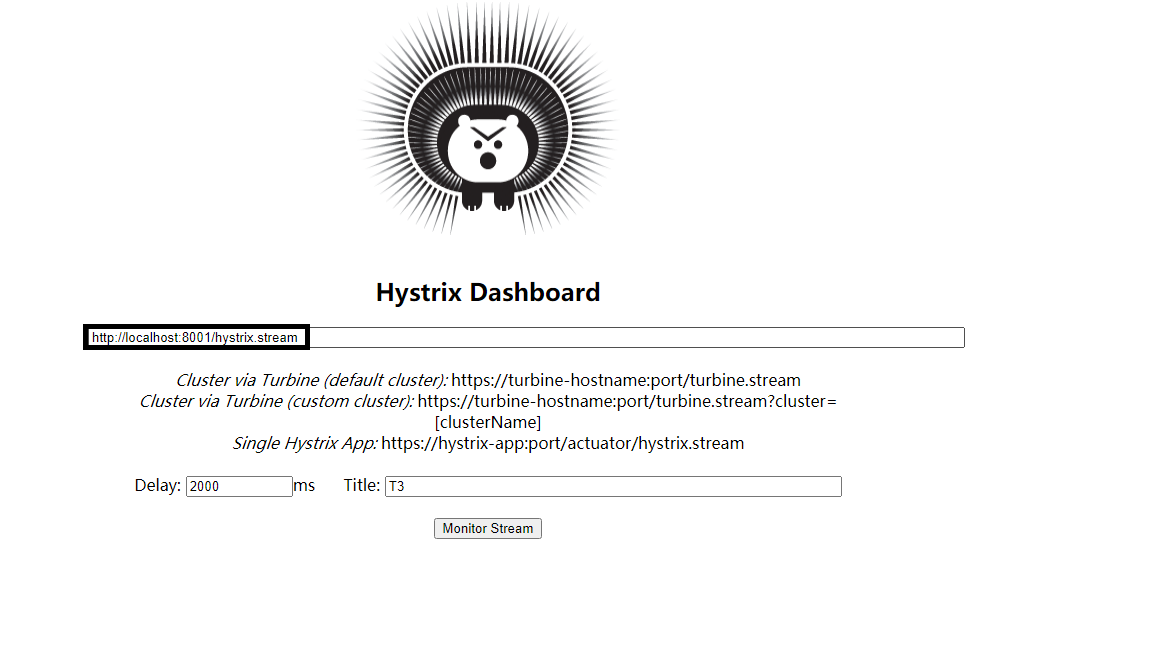 Hystrix Dashboard
http://localhost:8001/hystrix.stream
Cluster via Turbine (default cluster): https://turbine-hostname:port/turbine.stream
Cluster via Turbine (custom cluster): https://turbine-hostname:port/turbine.stream?cluster=
[clusterName]
Single Hystrix App: https://hystrix-app:port/actuator/hystrix.stream
Delay: 2000 ms Title: T3
Monitor Stream